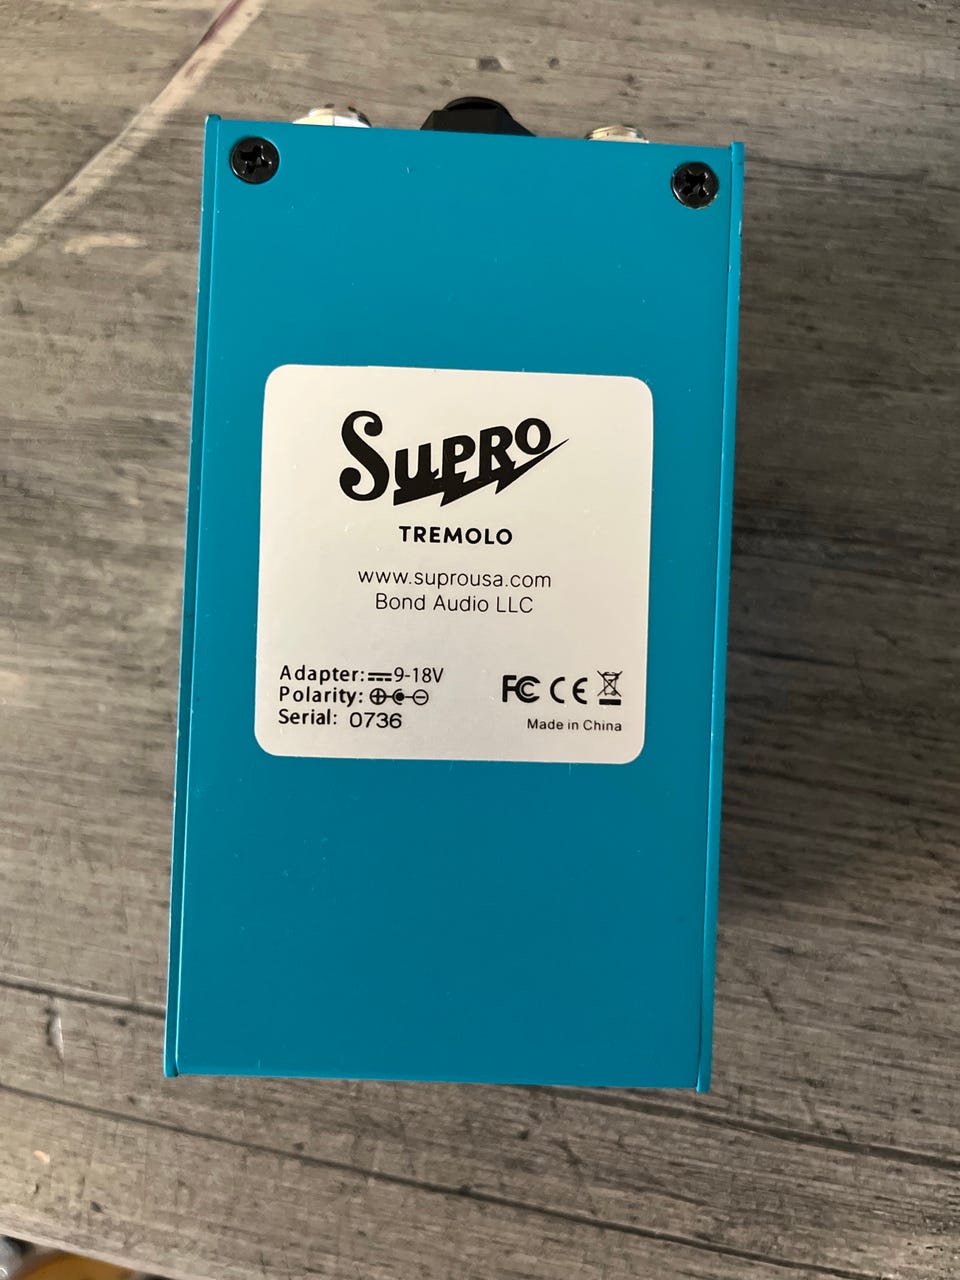 SUPRO
TREMOLO
www.suprousa.com
Bond Audio LLC
Adapter: 9-18V
Polarity:
Serial: 0736
FC CE
Made in China